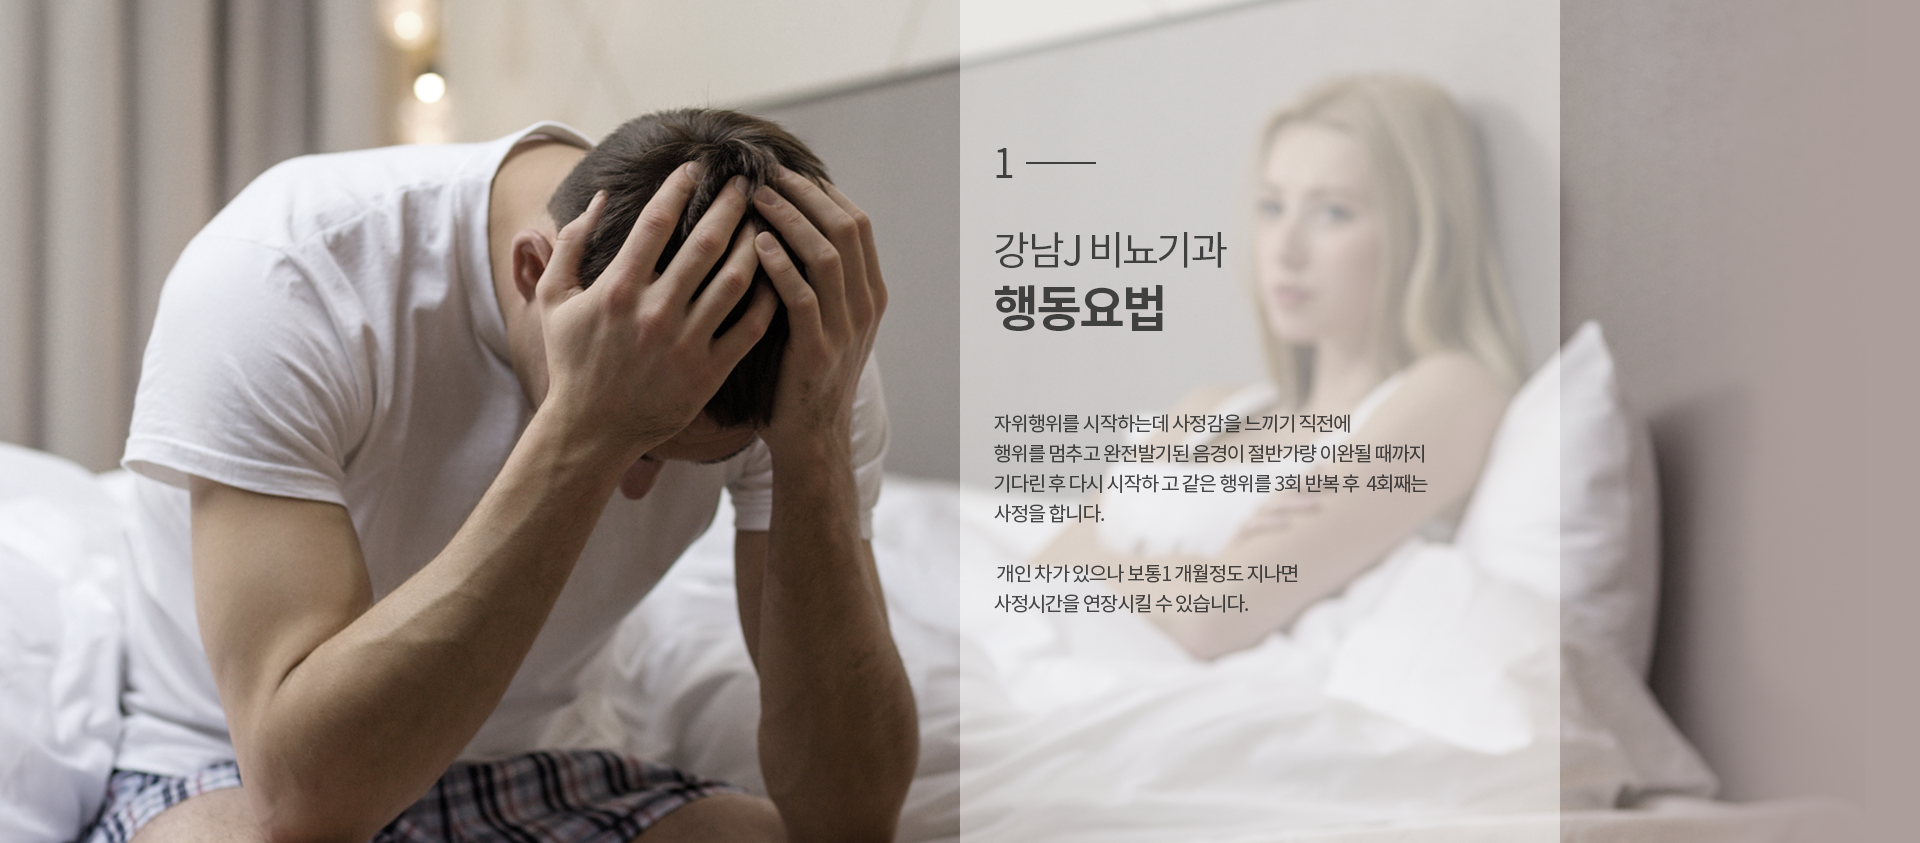 1
강남J 비뇨기과
행동요법
자위행위를 시작하는데 사정감을 느끼기 직전에
행위를 멈추고 완전발기된 음경이 절반가량 이완될 때까지
기다린 후 다시 시작하 고 같은 행위를 3회 반복 후 4회째는
사정을 합니다.
개인 차가 있으나 보통1 개월정도 지나면
사정시간을 연장시킬 수 있습니다.